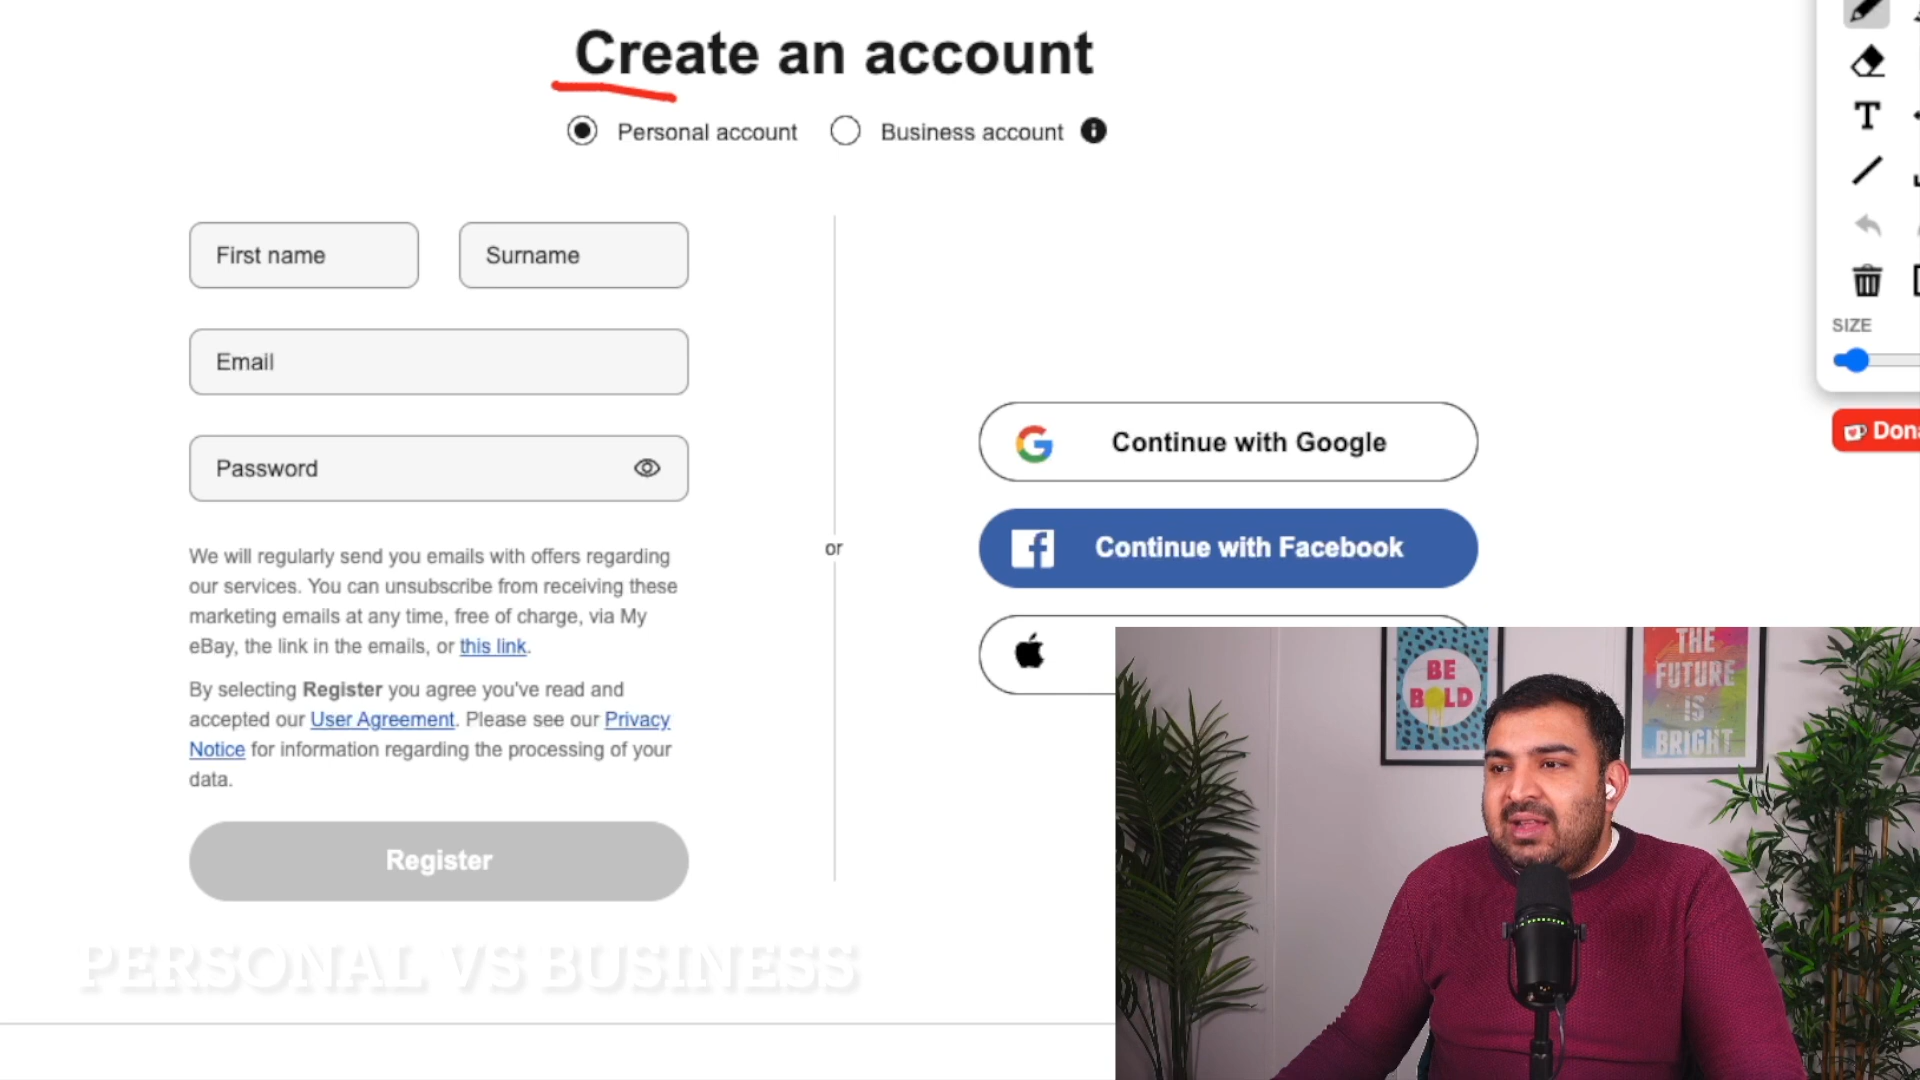 Create an account
Personal account
Business account
First name
Surname
Email
Password
We will regularly send you emails with offers regarding
our services. You can unsubscribe from receiving these
marketing emails at any time, free of charge, via My
eBay, the link in the emails, or this link.
By selecting Register you agree you've read and
accepted our User Agreement. Please see our Privacy
Notice for information regarding the processing of your
data.
Register
or
Continue with Google
Continue with Facebook
T
SIZE
PERSONAL VS BUSINESS
BE
BOLD
THE
FUTURE
IS
BRIGHT